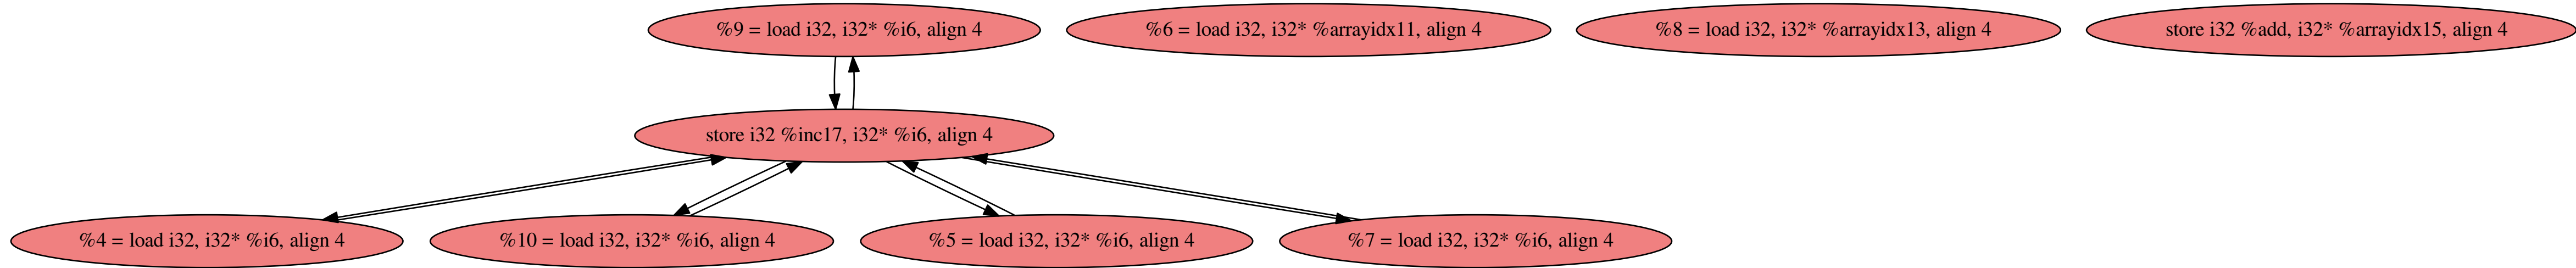 %9 = load i32, i32* %i6, align 4
%6 = load i32, i32* %arrayidx11, align 4
%8 = load i32, i32* %arrayidx13, align 4
store i32 %add, i32* %arrayidx15, align 4
store i32 %inc17, i32* %i6, align 4
%4 = load i32, i32* %i6, align 4
%10 = load i32, i32* %i6, align 4
%5 = load i32, i32* %i6, align 4
%7 = load i32, i32* %i6, align 4